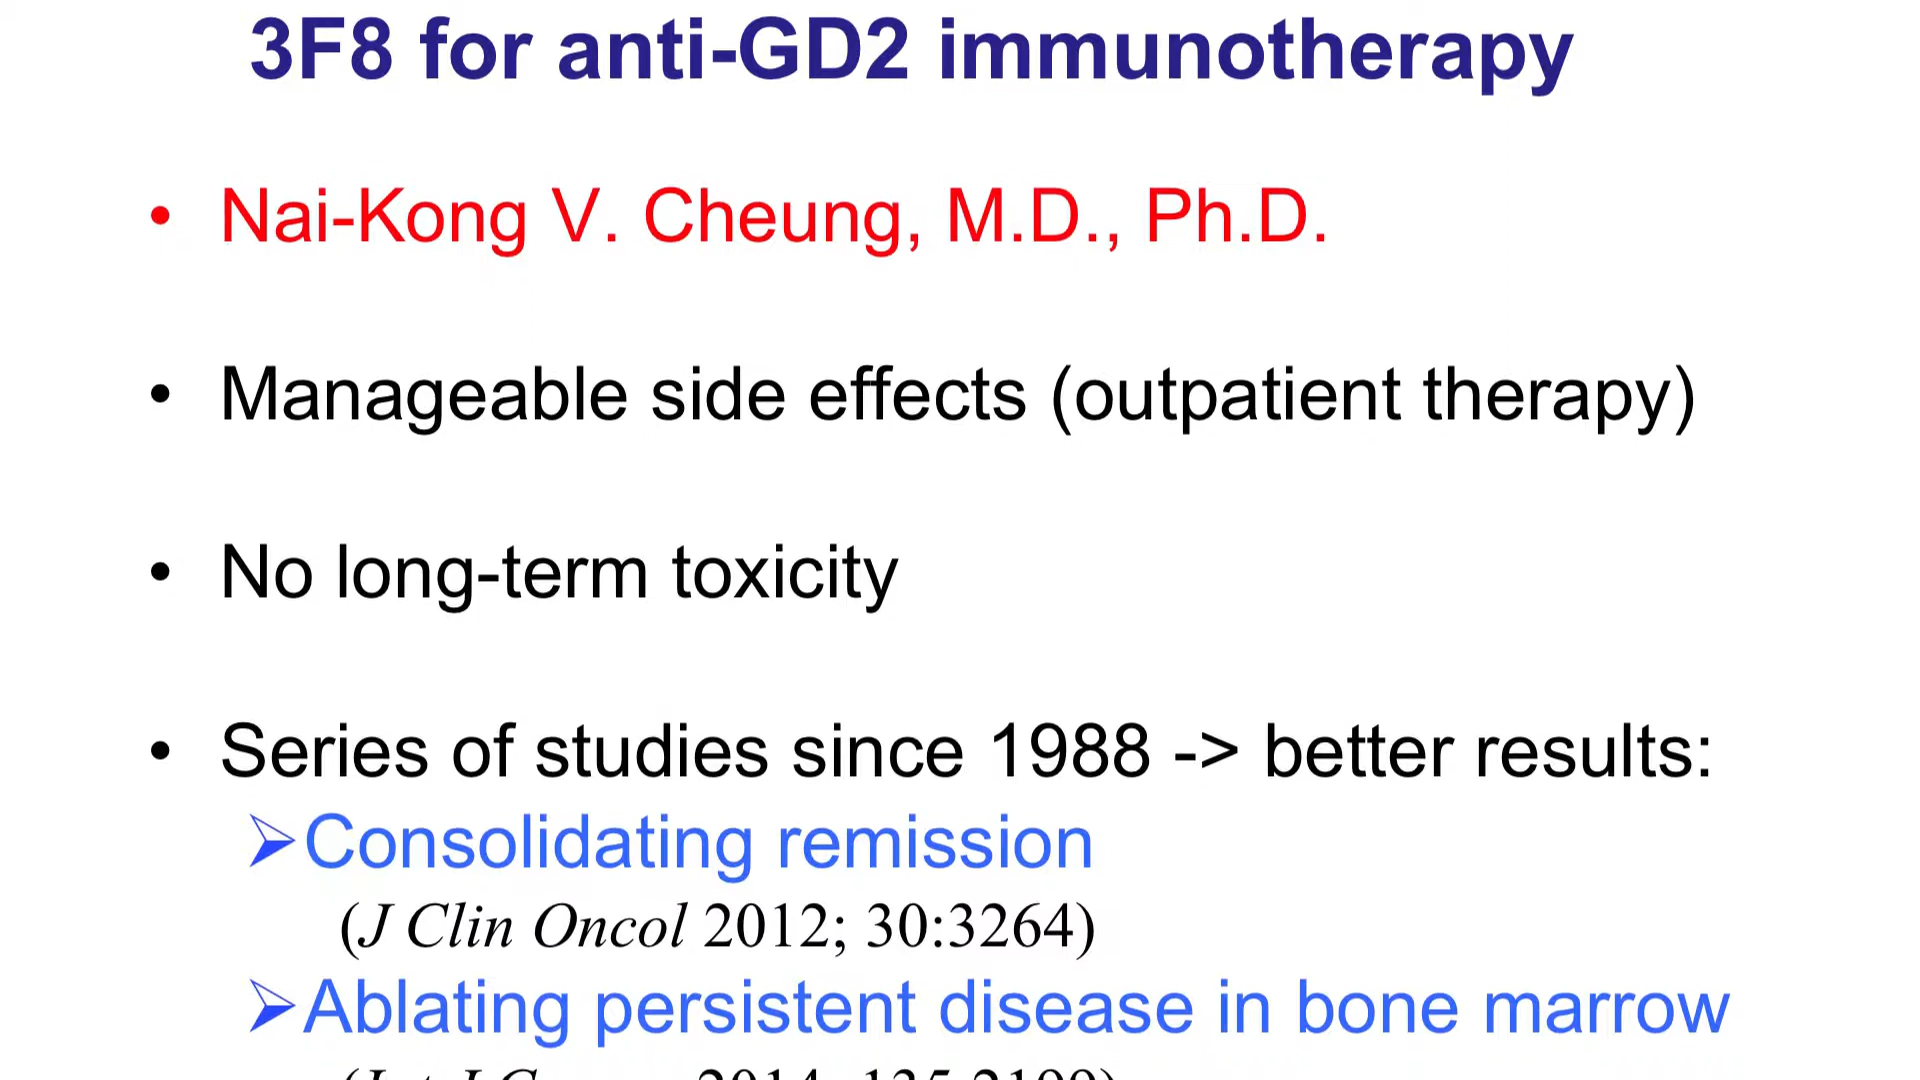 3F8 for anti-GD2 immunotherapy
• Nai-Kong V. Cheung, M.D., Ph.D.
• Manageable side effects (outpatient therapy)
• No long-term toxicity
• Series of studies since 1988 -> better results:
➢Consolidating remission
(J Clin Oncol 2012; 30:3264)
➢Ablating persistent disease in bone marrow
2014